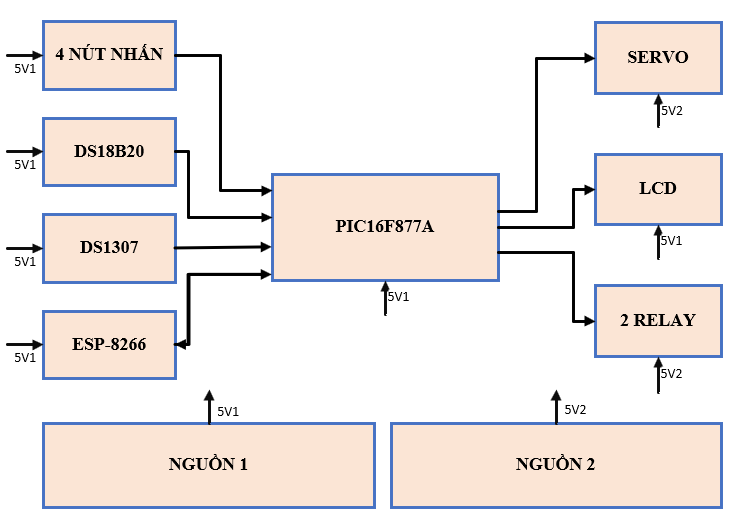 4 NÚT NHẤN
5V1
DS18B20
5V1
DS1307
5V1
ESP-8266
5V1
PIC16F877A
5V1
SERVO
5V2
LCD
5V1
2 RELAY
5V2
5V1
NGUỒN 1
5V2
NGUỒN 2